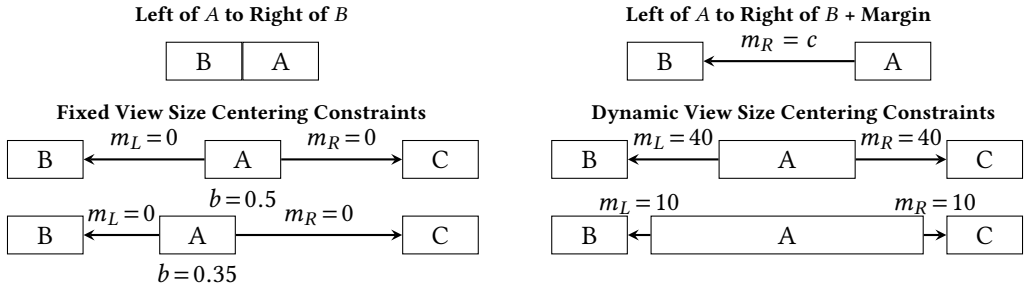 Left of A to Right of B
B A
Left of A to Right of B + Margin
m_R = c
B A
Fixed View Size Centering Constraints
m_L = 0 m_R = 0
B A C
b = 0.5
m_L = 0 m_R = 0
B A C
b = 0.35
Dynamic View Size Centering Constraints
m_L = 40 m_R = 40
B A C
m_L = 10 m_R = 10
B A C